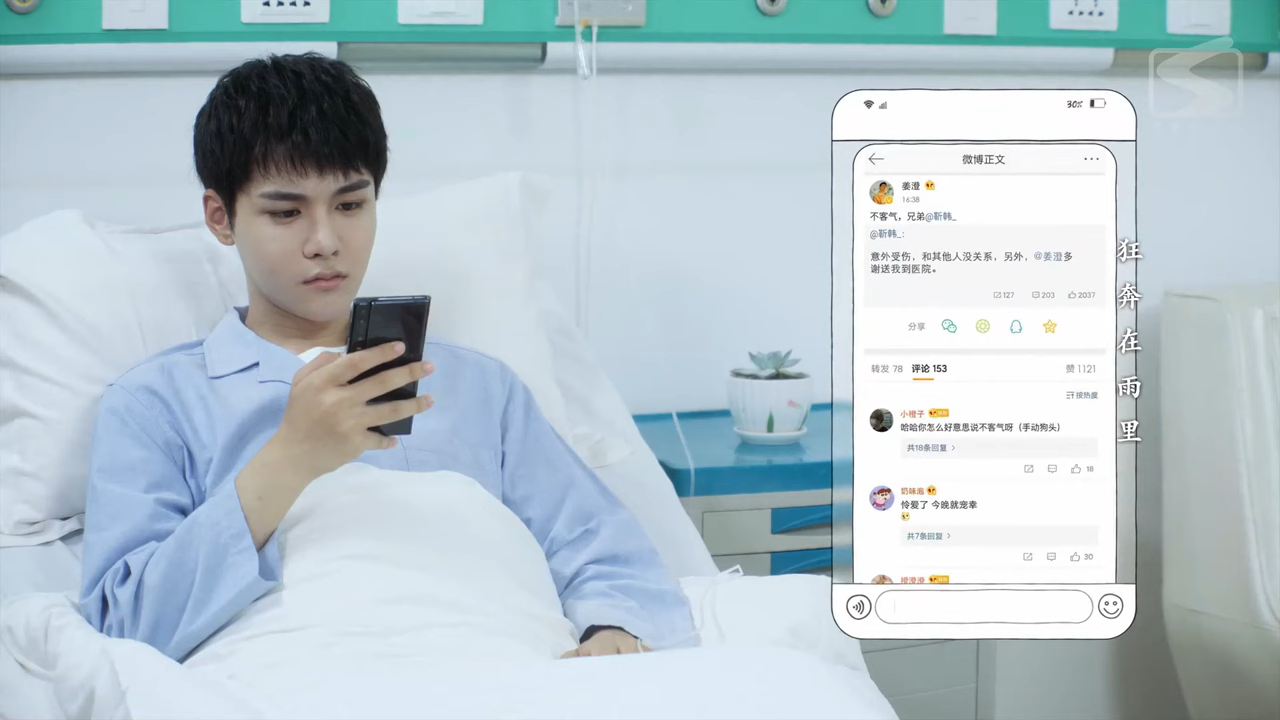 30%
微博正文
姜澄
16:38
不客气，兄弟@靳韩_
@靳韩_:
意外受伤，和其他人没关系，另外，@姜澄多
谢送我到医院。
127 203 2037
分享
转发 78 评论 153 赞 1121
按热度
小橙子
哈哈你怎么好意思说不客气呀（手动狗头）
共18条回复 >
18
奶味泡
怜爱了 今晚就宠幸
共7条回复 >
30
橙澄澄
狂奔在雨里